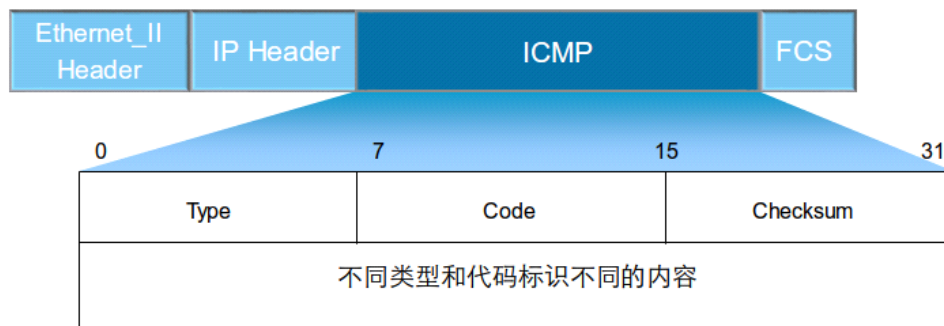 Ethernet_II
Header
IP Header
ICMP
FCS
0 7 15 31
Type Code Checksum
不同类型和代码标识不同的内容